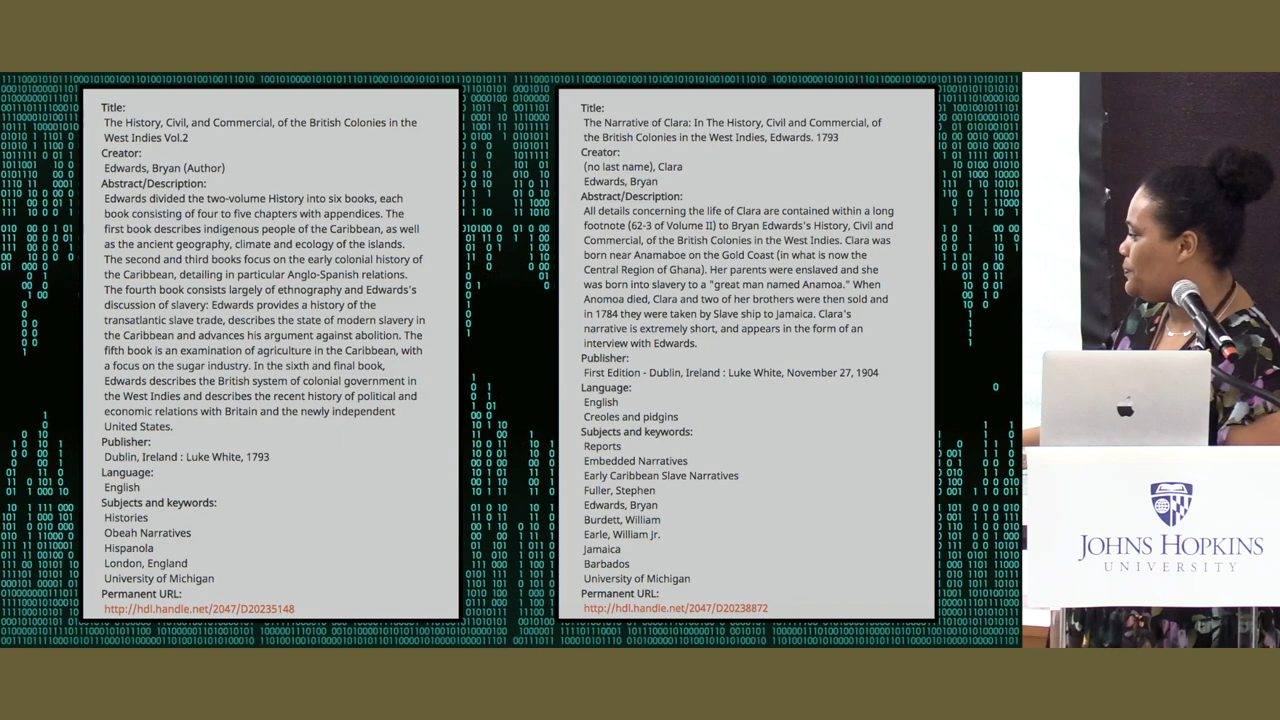 Title:
The History, Civil, and Commercial, of the British Colonies in the
West Indies Vol.2
Creator:
Edwards, Bryan (Author)
Abstract/Description:
Edwards divided the two-volume History into six books, each
book consisting of four to five chapters with appendices. The
first book describes indigenous people of the Caribbean, as well
as the ancient geography, climate and ecology of the islands.
The second and third books focus on the early colonial history of
the Caribbean, detailing in particular Anglo-Spanish relations.
The fourth book consists largely of ethnography and Edwards's
discussion of slavery: Edwards provides a history of the
transatlantic slave trade, describes the state of modern slavery in
the Caribbean and advances his argument against abolition. The
fifth book is an examination of agriculture in the Caribbean, with
a focus on the sugar industry. In the sixth and final book,
Edwards describes the British system of colonial government in
the West Indies and describes the recent history of political and
economic relations with Britain and the newly independent
United States.
Publisher:
Dublin, Ireland : Luke White, 1793
Language:
English
Subjects and keywords:
Histories
Obeah Narratives
Hispanola
London, England
University of Michigan
Permanent URL:
http://hdl.handle.net/2047/D20235148
Title:
The Narrative of Clara: In The History, Civil and Commercial, of
the British Colonies in the West Indies, Edwards. 1793
Creator:
(no last name), Clara
Edwards, Bryan
Abstract/Description:
All details concerning the life of Clara are contained within a long
footnote (62-3 of Volume II) to Bryan Edwards's History, Civil and
Commercial, of the British Colonies in the West Indies. Clara was
born near Anamaboe on the Gold Coast (in what is now the
Central Region of Ghana). Her parents were enslaved and she
was born into slavery to a "great man named Anamoa." When
Anomoa died, Clara and two of her brothers were then sold and
in 1784 they were taken by Slave ship to Jamaica. Clara's
narrative is extremely short, and appears in the form of an
interview with Edwards.
Publisher:
First Edition - Dublin, Ireland : Luke White, November 27, 1904
Language:
English
Creoles and pidgins
Subjects and keywords:
Reports
Embedded Narratives
Early Caribbean Slave Narratives
Fuller, Stephen
Edwards, Bryan
Burdett, William
Earle, William Jr.
Jamaica
Barbados
University of Michigan
Permanent URL:
http://hdl.handle.net/2047/D20238872
JOHNS HOPKINS
UNIVERSITY